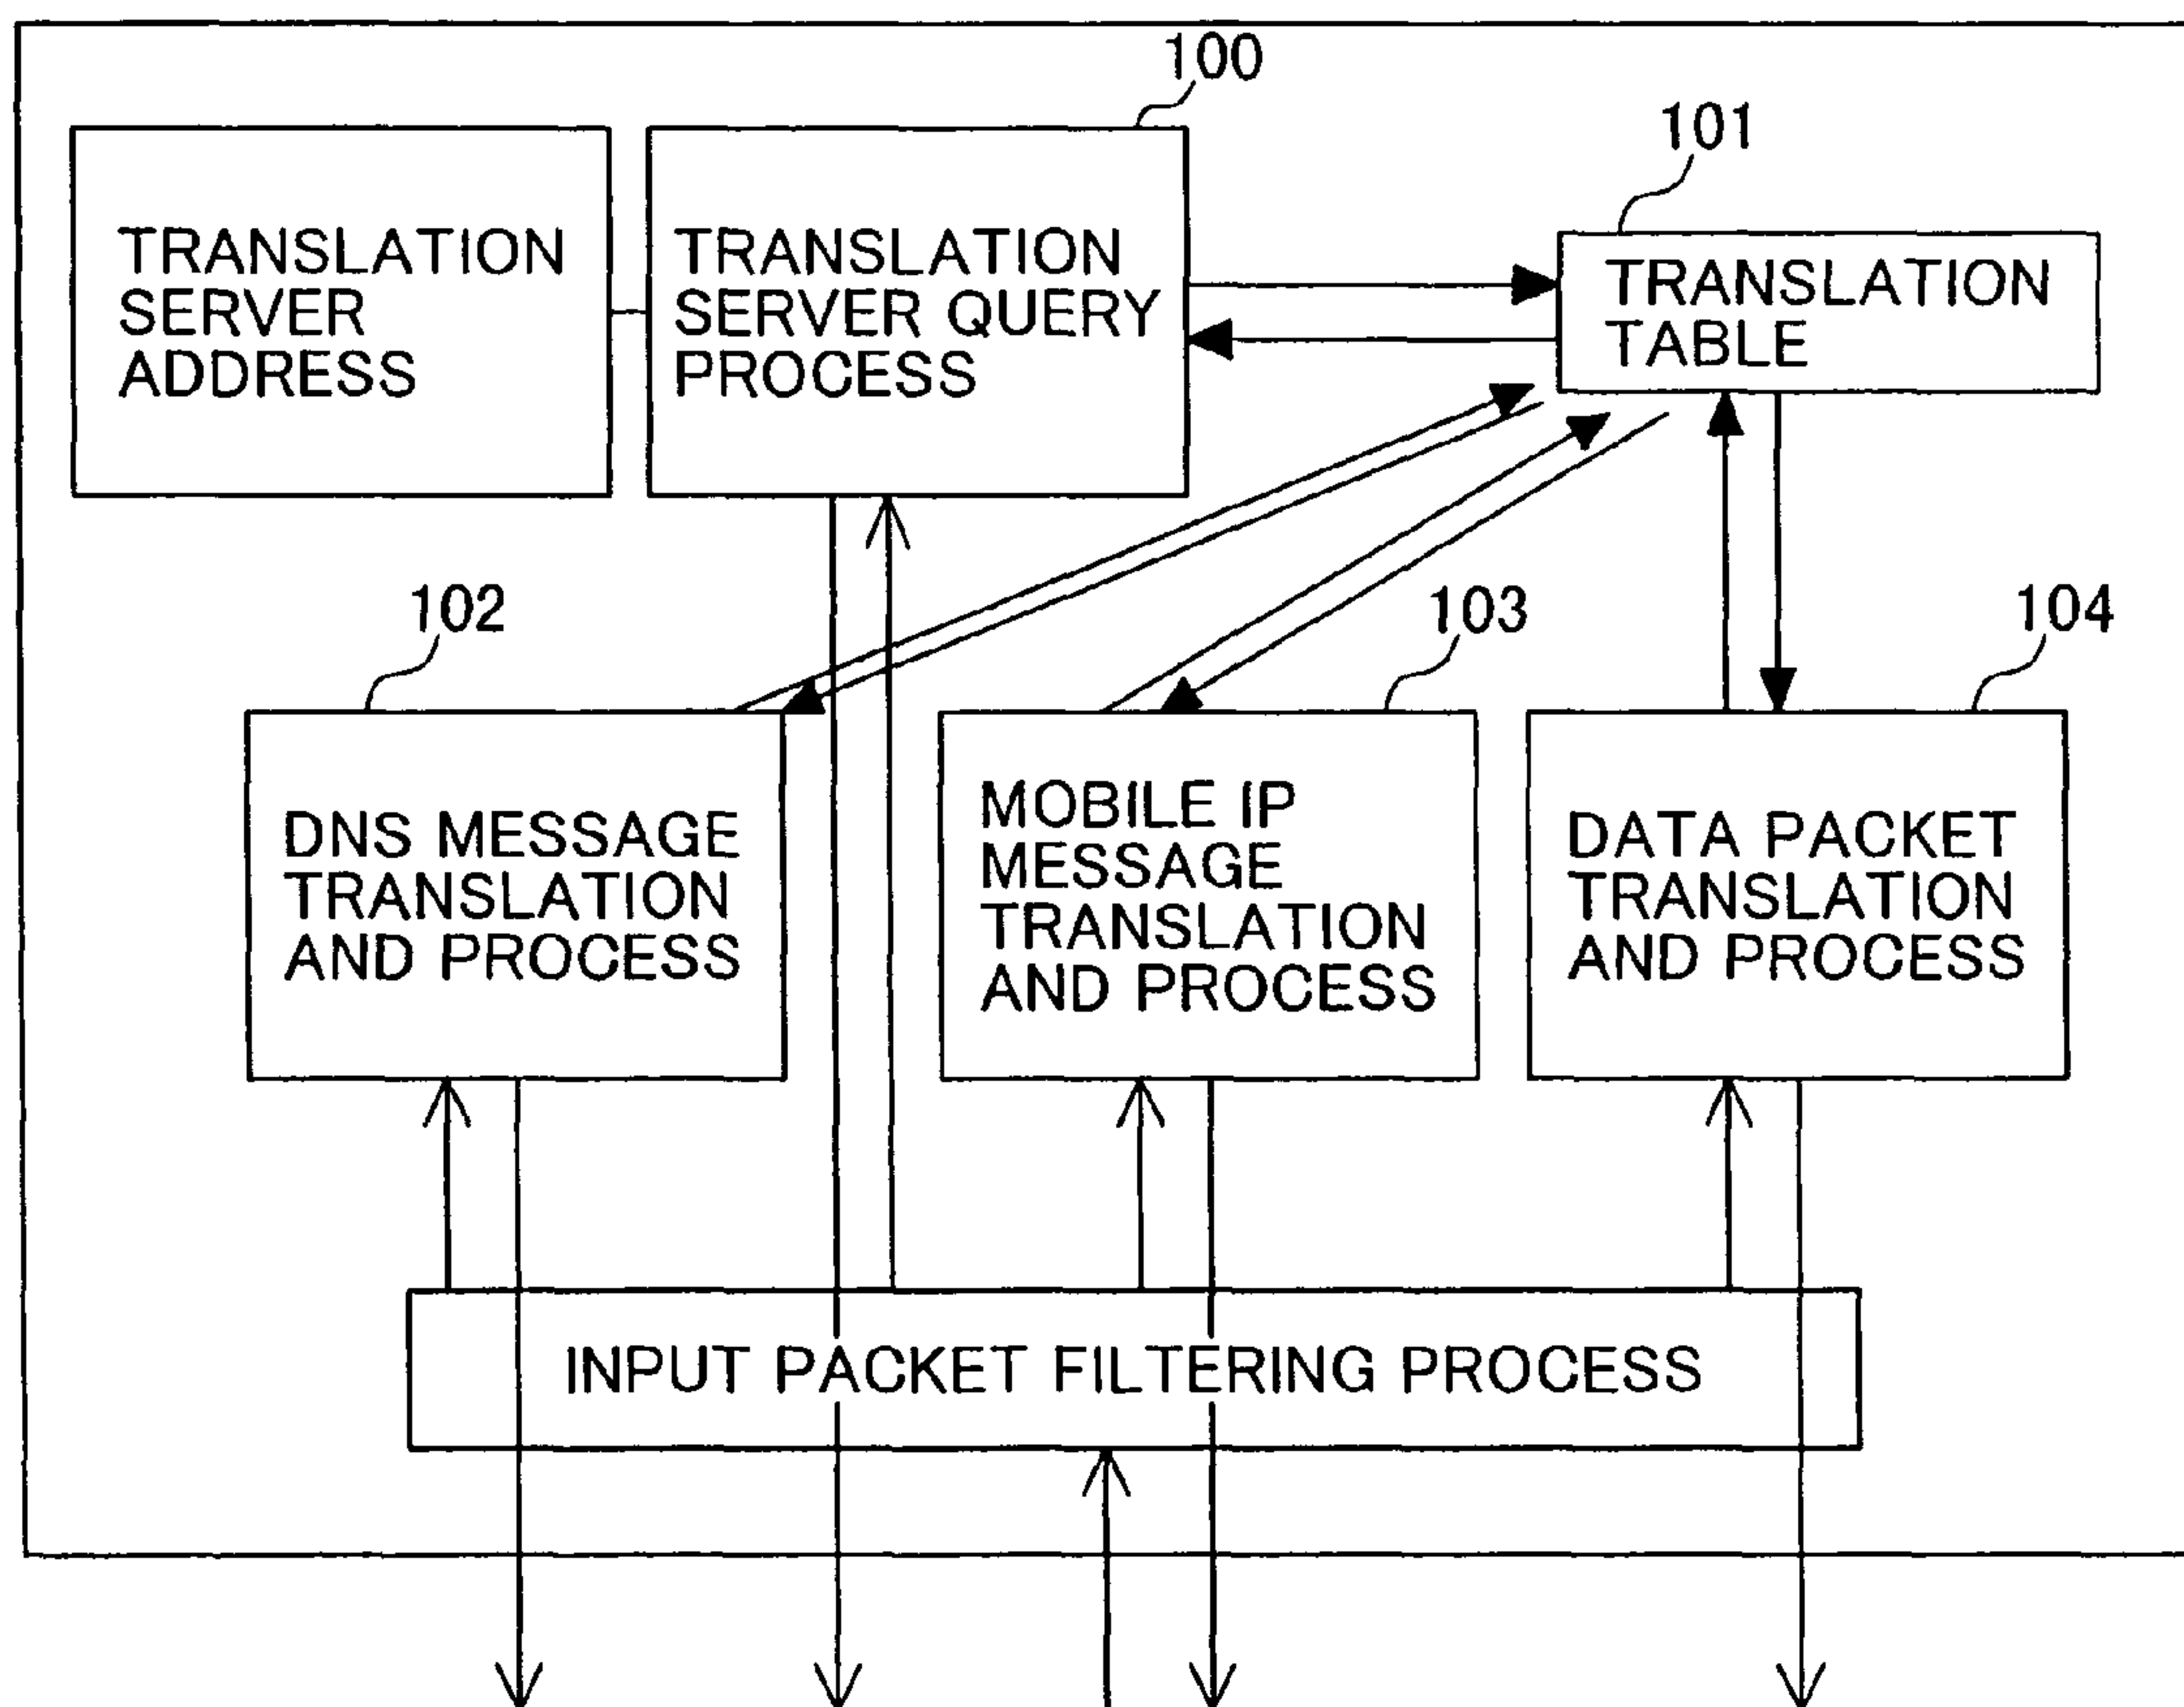 100
101
TRANSLATION
SERVER
ADDRESS
TRANSLATION
SERVER QUERY
PROCESS
TRANSLATION
TABLE
102
103
104
DNS MESSAGE
TRANSLATION
AND PROCESS
MOBILE IP
MESSAGE
TRANSLATION
AND PROCESS
DATA PACKET
TRANSLATION
AND PROCESS
INPUT PACKET FILTERING PROCESS